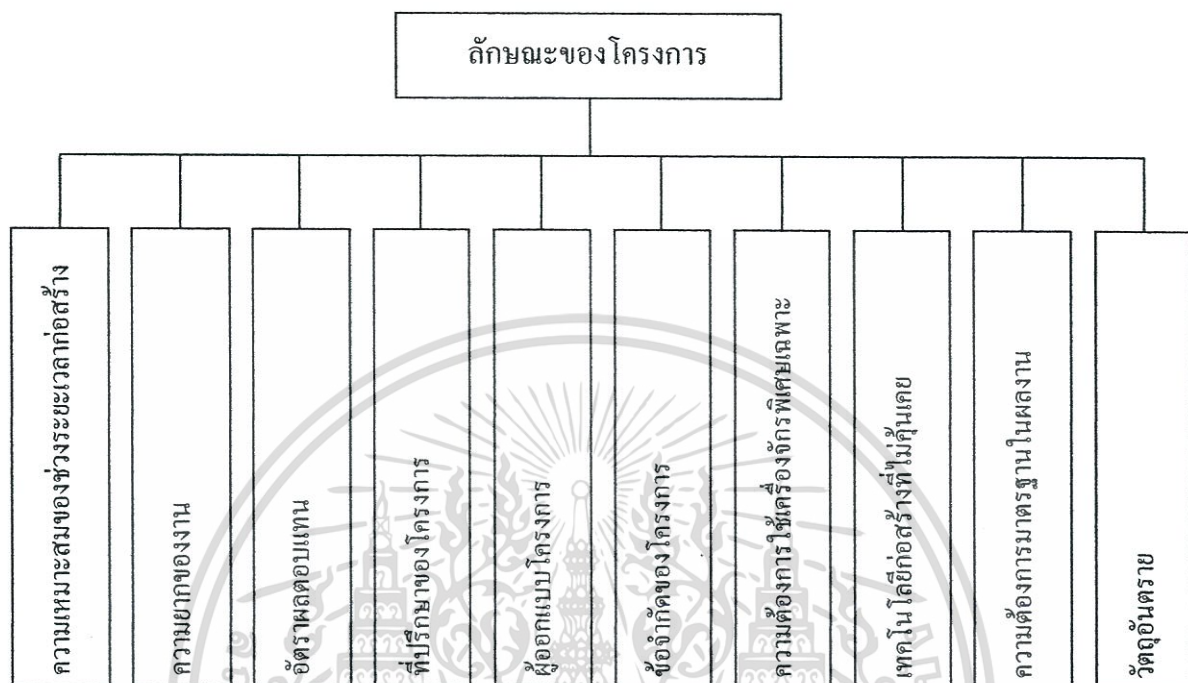 ลักษณะของโครงการ
ความเหมาะสมของช่วงระยะเวลาก่อสร้าง
ความยากของงาน
อัตราผลตอบแทน
ที่ปรึกษาของโครงการ
ผู้ออกแบบโครงการ
ข้อจำกัดของโครงการ
ความต้องการใช้เครื่องจักรพิเศษเฉพาะ
เทคโนโลยีก่อสร้างที่ไม่คุ้นเคย
ความต้องการมาตรฐานในผลงาน
วัตถุอันตราย